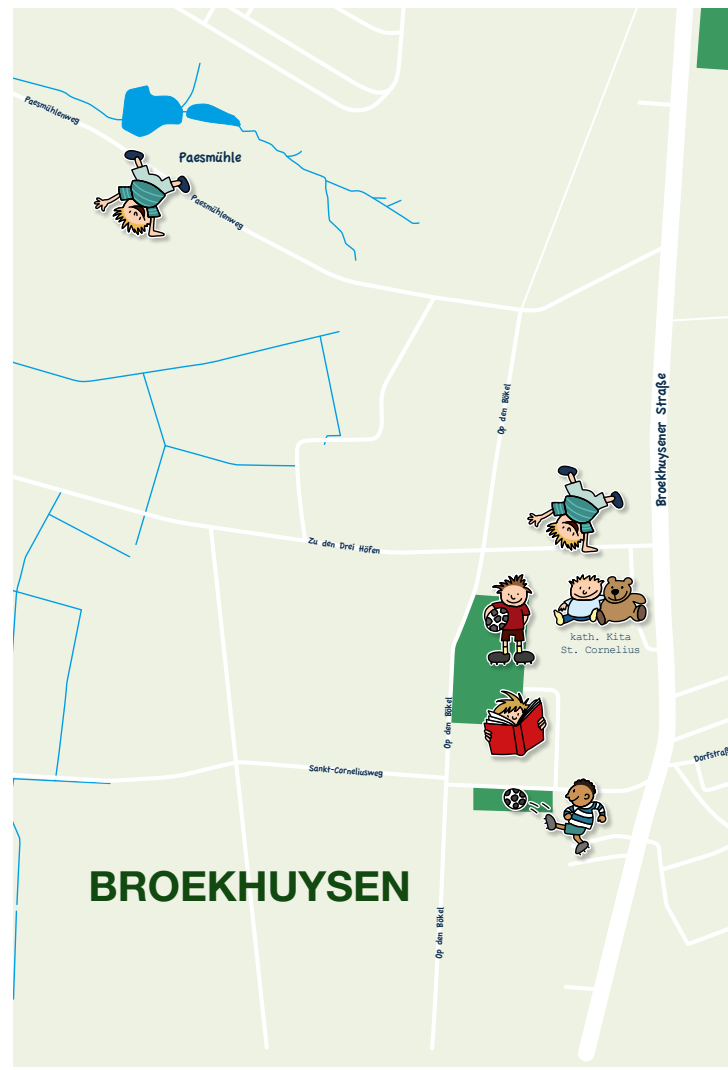 Paesmühlenweg
Paesmühle
Paesmühlenweg
Op den Bökel
Broekhuysener Straße
Zu den Drei Höfen
kath. Kita
St. Cornelius
Op den Bökel
Dorfstraß
Sankt-Corneliusweg
BROEKHUYSEN
Op den Bökel